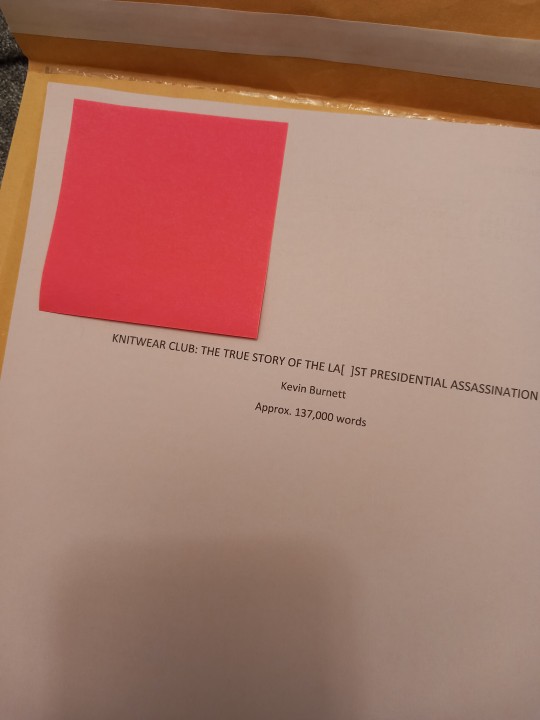 KNITWEAR CLUB: THE TRUE STORY OF THE LA[  ]ST PRESIDENTIAL ASSASSINATION
Kevin Burnett
Approx. 137,000 words